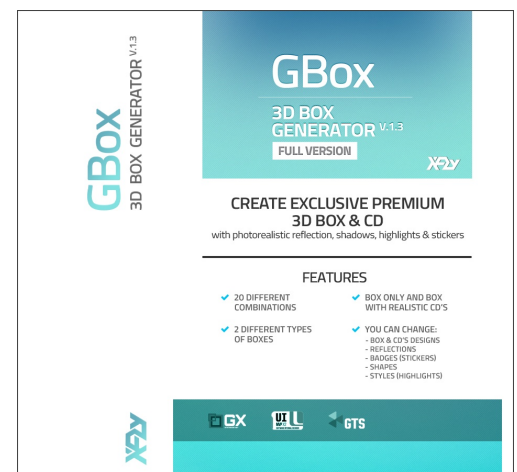 GBox
3D BOX GENERATOR V.1.3
GBox
3D BOX
GENERATOR V.1.3
FULL VERSION
CREATE EXCLUSIVE PREMIUM
3D BOX & CD
with photorealistic reflection, shadows, highlights & stickers
FEATURES
20 DIFFERENT
COMBINATIONS
2 DIFFERENT TYPES
OF BOXES
BOX ONLY AND BOX
WITH REALISTIC CD'S
YOU CAN CHANGE:
- BOX & CD'S DESIGNS
- REFLECTIONS
- BADGES (STICKERS)
- SHAPES
- STYLES (HIGHLIGHTS)
GX
UI
GTS